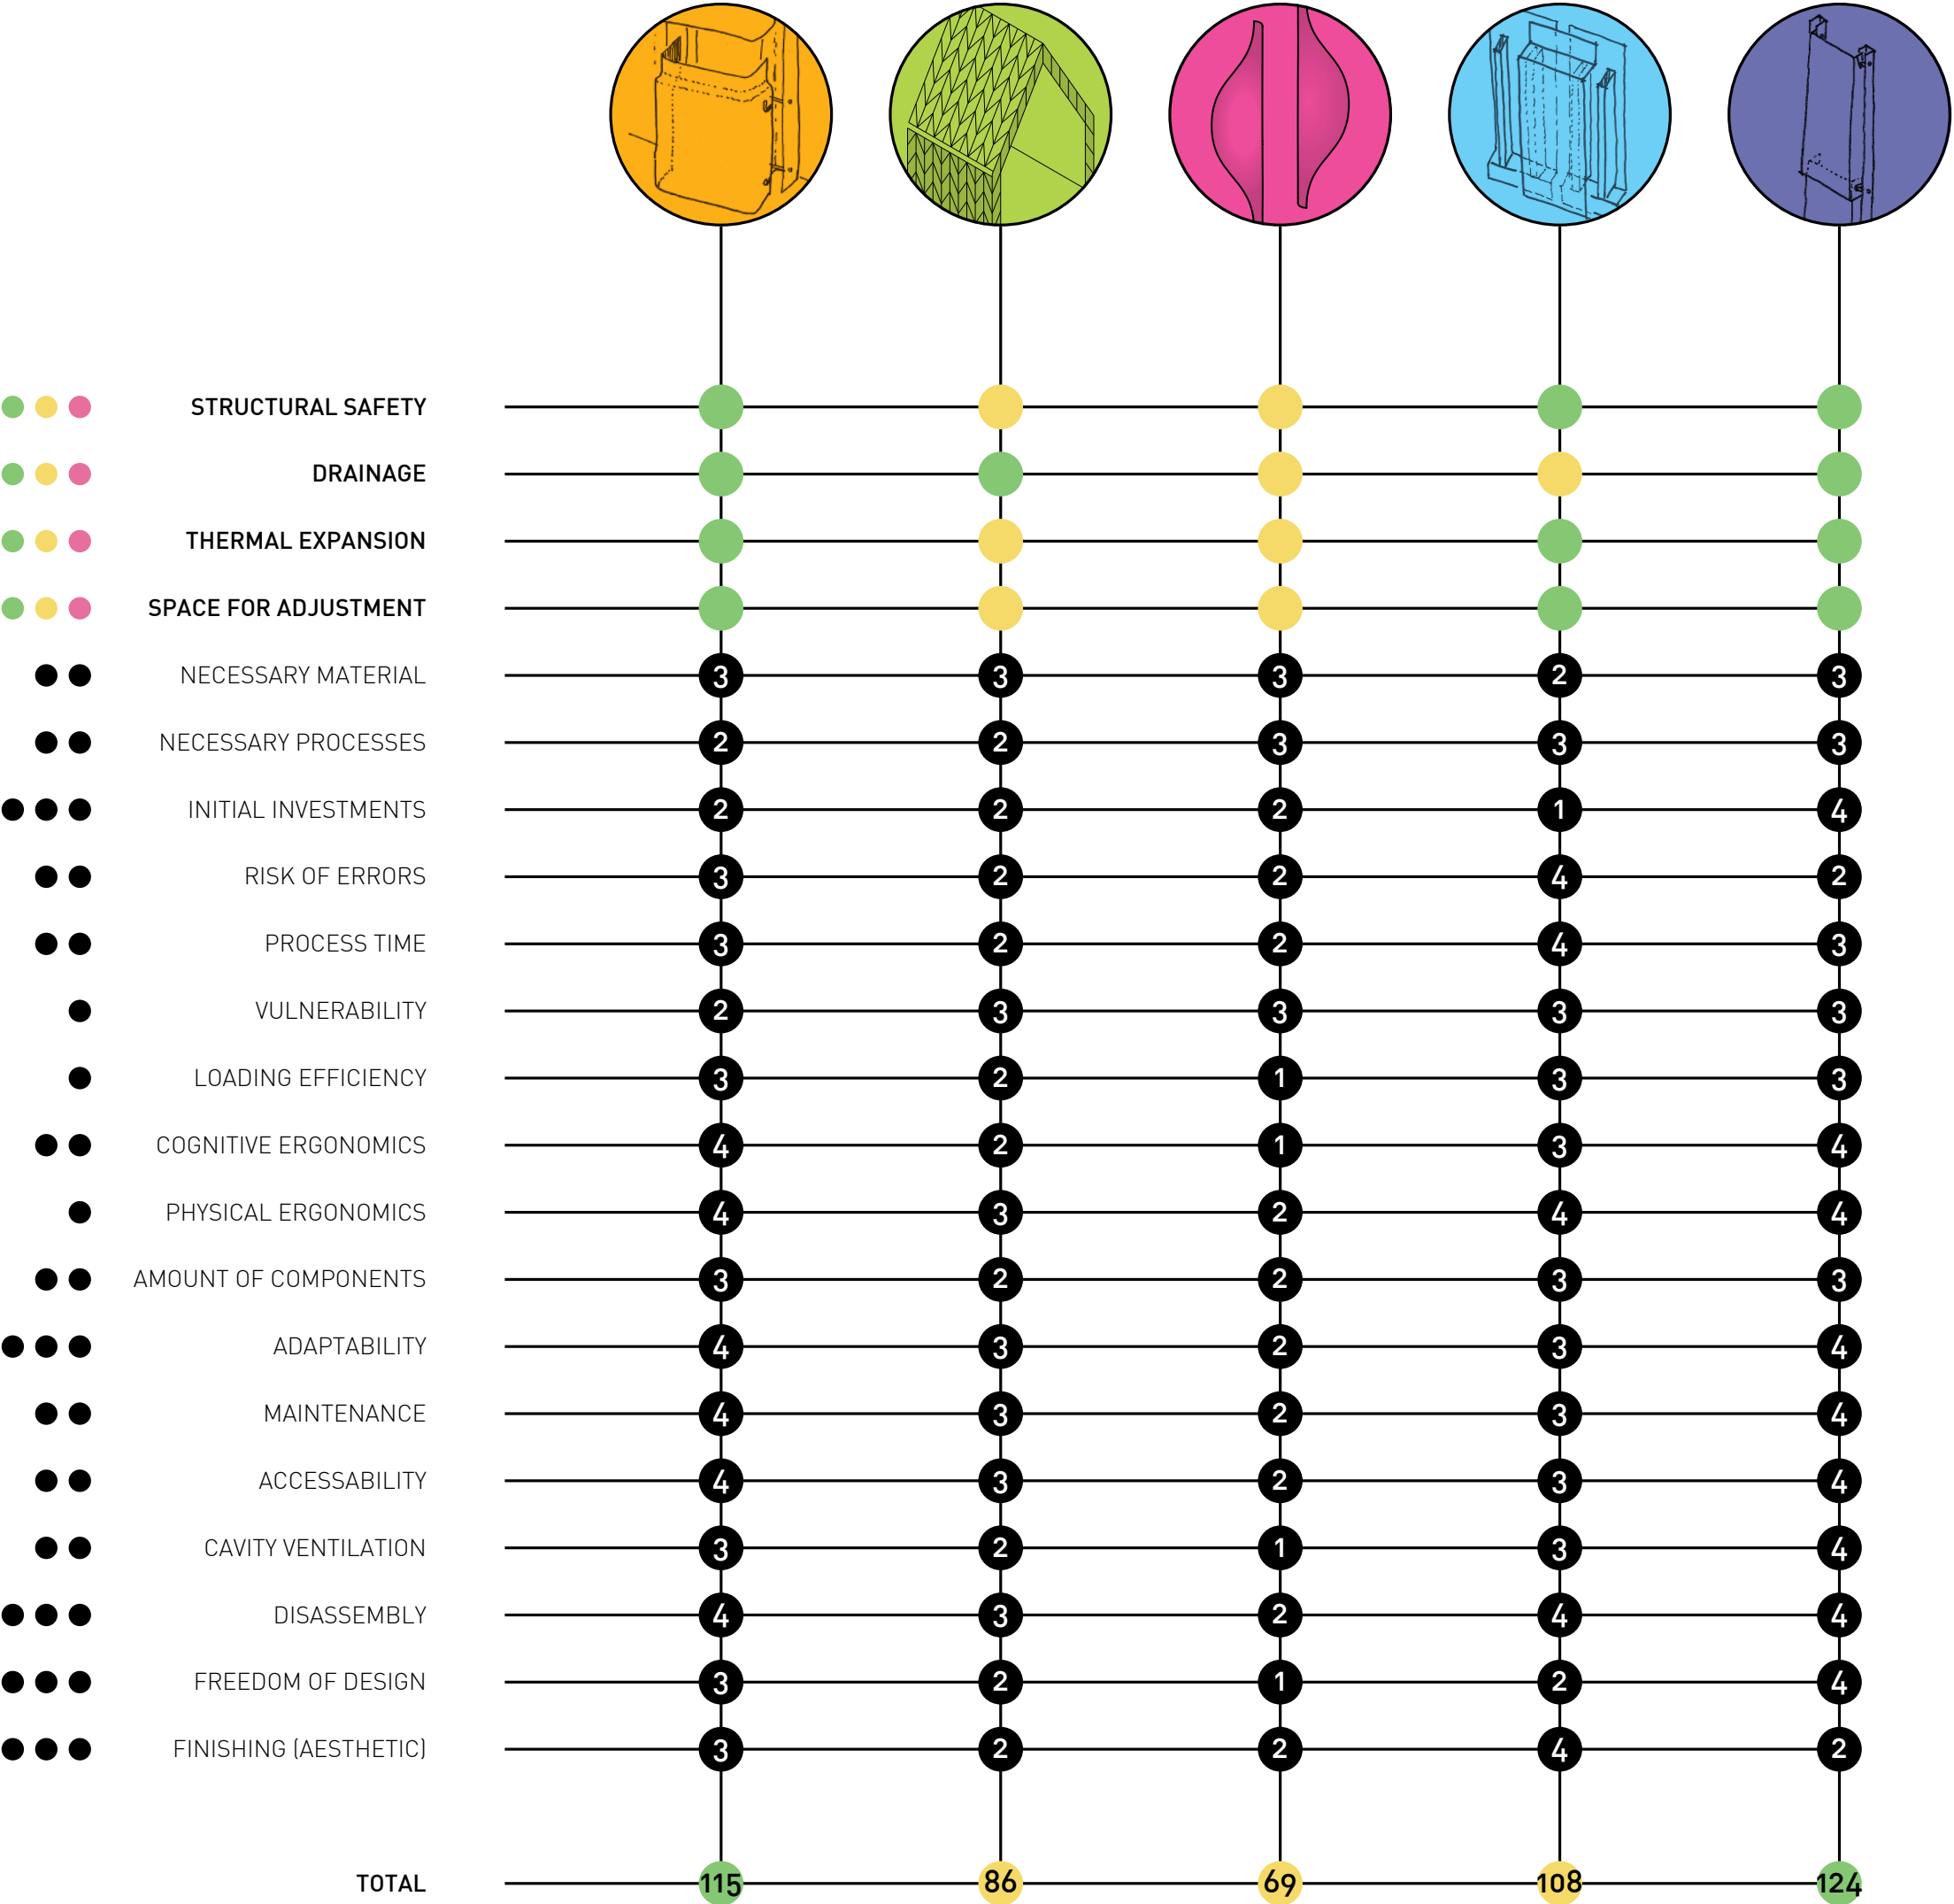 STRUCTURAL SAFETY
DRAINAGE
THERMAL EXPANSION
SPACE FOR ADJUSTMENT
NECESSARY MATERIAL 3 3 3 2 3
NECESSARY PROCESSES 2 2 3 3 3
INITIAL INVESTMENTS 2 2 2 1 4
RISK OF ERRORS 3 2 2 4 2
PROCESS TIME 3 2 2 4 3
VULNERABILITY 2 3 3 3 3
LOADING EFFICIENCY 3 2 1 3 3
COGNITIVE ERGONOMICS 4 2 1 3 4
PHYSICAL ERGONOMICS 4 3 2 4 4
AMOUNT OF COMPONENTS 3 2 2 3 3
ADAPTABILITY 4 3 2 3 4
MAINTENANCE 4 3 2 3 4
ACCESSABILITY 4 3 2 3 4
CAVITY VENTILATION 3 2 1 3 4
DISASSEMBLY 4 3 2 4 4
FREEDOM OF DESIGN 3 2 1 2 4
FINISHING (AESTHETIC) 3 2 2 4 2
TOTAL 115 86 69 108 124